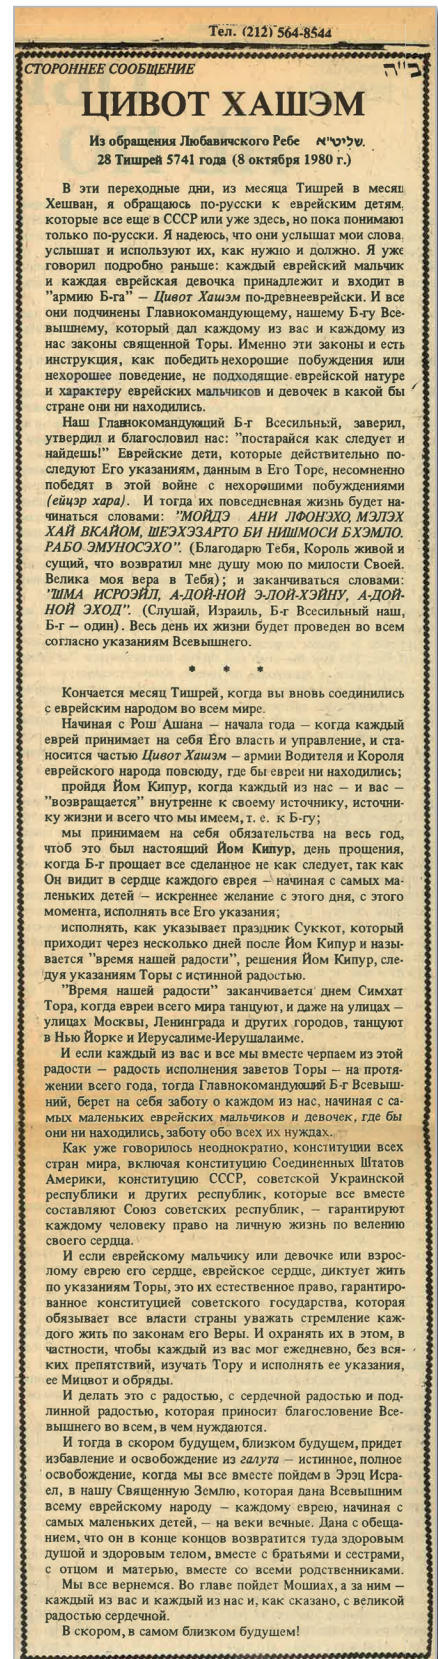 Тел. (212) 564-8544
СТОРОННЕЕ СООБЩЕНИЕ
ב"ה
ЦИВОТ ХАШЭМ
Из обращения Любавичского Ребе שליט"א.
28 Тишрей 5741 года (8 октября 1980 г.)
В эти переходные дни, из месяца Тишрей в месяц
Хешван, я обращаюсь по-русски к еврейским детям,
которые все еще в СССР или уже здесь, но пока понимают
только по-русски. Я надеюсь, что они услышат мои слова,
услышат и используют их, как нужно и должно. Я уже
говорил подробно раньше: каждый еврейский мальчик
и каждая еврейская девочка принадлежит и входит в
"армию Б-га" — Цивот Хашэм по-древнееврейски. И все
они подчинены Главнокомандующему, нашему Б-гу Все-
вышнему, который дал каждому из вас и каждому из
нас законы священной Торы. Именно эти законы и есть
инструкция, как победить нехорошие побуждения или
нехорошее поведение, не подходящие еврейской натуре
и характеру еврейских мальчиков и девочек в какой бы
стране они ни находились.
Наш Главнокомандующий Б-г Всесильный, заверил,
утвердил и благословил нас: "постарайся как следует и
найдешь!" Еврейские дети, которые действительно по-
следуют Его указаниям, данным в Его Торе, несомненно
победят в этой войне с нехорошими побуждениями
(ейцэр хара). И тогда их повседневная жизнь будет на-
чинаться словами: "МОЙДЭ АНИ ЛФОНЭХО, МЭЛЭХ
ХАЙ ВКАЙОМ, ШЕЭХЭЗАРТО БИ НИШМОСИ БХЭМЛО.
РАБО ЭМУНОСЭХО". (Благодарю Тебя, Король живой и
сущий, что возвратил мне душу мою по милости Своей.
Велика моя вера в Тебя); и заканчиваться словами:
"ШМА ИСРОЭЙЛ, А-ДОЙ-НОЙ Э-ЛОЙ-ХЭЙНУ, А-ДОЙ-
НОЙ ЭХОД". (Слушай, Израиль, Б-г Всесильный наш,
Б-г — один). Весь день их жизни будет проведен во всем
согласно указаниям Всевышнего.
* * *
Кончается месяц Тишрей, когда вы вновь соединились
с еврейским народом во всем мире.
Начиная с Рош Ашана — начала года — когда каждый
еврей принимает на себя Его власть и управление, и ста-
носится частью Цивот Хашэм — армии Водителя и Короля
еврейского народа повсюду, где бы евреи ни находились;
пройдя Йом Кипур, когда каждый из нас — и вас —
"возвращается" внутренне к своему источнику, источни-
ку жизни и всего что мы имеем, т. е. к Б-гу;
мы принимаем на себя обязательства на весь год,
чтоб это был настоящий Йом Кипур, день прощения,
когда Б-г прощает все сделанное не как следует, так как
Он видит в сердце каждого еврея — начиная с самых ма-
леньких детей — искреннее желание с этого дня, с этого
момента, исполнять все Его указания;
исполнять, как указывает праздник Суккот, который
приходит через несколько дней после Йом Кипур и назы-
вается "время нашей радости", решения Йом Кипур, сле-
дуя указаниям Торы с истинной радостью.
"Время нашей радости" заканчивается днем Симхат
Тора, когда евреи всего мира танцуют, и даже на улицах —
улицах Москвы, Ленинграда и других городов, танцуют
в Нью Йорке и Иерусалиме-Иерушалаиме.
И если каждый из вас и все мы вместе черпаем из этой
радости — радость исполнения заветов Торы — на протя-
жении всего года, тогда Главнокомандующий Б-г Всевыш-
ний, берет на себя заботу о каждом из нас, начиная с са-
мых маленьких еврейских мальчиков и девочек, где бы
они ни находились, заботу обо всех их нуждах.
Как уже говорилось неоднократно, конституции всех
стран мира, включая конституцию Соединенных Штатов
Америки, конституцию СССР, советской Украинской
республики и других республик, которые все вместе
составляют Союз советских республик, — гарантируют
каждому человеку право на личную жизнь по велению
своего сердца.
И если еврейскому мальчику или девочке или взрос-
лому еврею его сердце, еврейское сердце, диктует жить
по указаниям Торы, это их естественное право, гарантиро-
ванное конституцией советского государства, которая
обязывает все власти страны уважать стремление каж-
дого жить по законам его Веры. И охранять их в этом, в
частности, чтобы каждый из вас мог ежедневно, без вся-
ких препятствий, изучать Тору и исполнять ее указания,
ее Мицвот и обряды.
И делать это с радостью, с сердечной радостью и под-
линной радостью, которая приносит благословение Все-
вышнего во всем, в чем нуждаются.
И тогда в скором будущем, близком будущем, придет
избавление и освобождение из галута — истинное, полное
освобождение, когда мы все вместе пойдем в Эрэц Исра-
ел, в нашу Священную Землю, которая дана Всевышним
всему еврейскому народу — каждому еврею, начиная с
самых маленьких детей, — на веки вечные. Дана с обеща-
нием, что он в конце концов возвратится туда здоровым
душой и здоровым телом, вместе с братьями и сестрами,
с отцом и матерью, вместе со всеми родственниками.
Мы все вернемся. Во главе пойдет Мошиах, а за ним —
каждый из вас и каждый из нас и, как сказано, с великой
радостью сердечной.
В скором, в самом близком будущем!